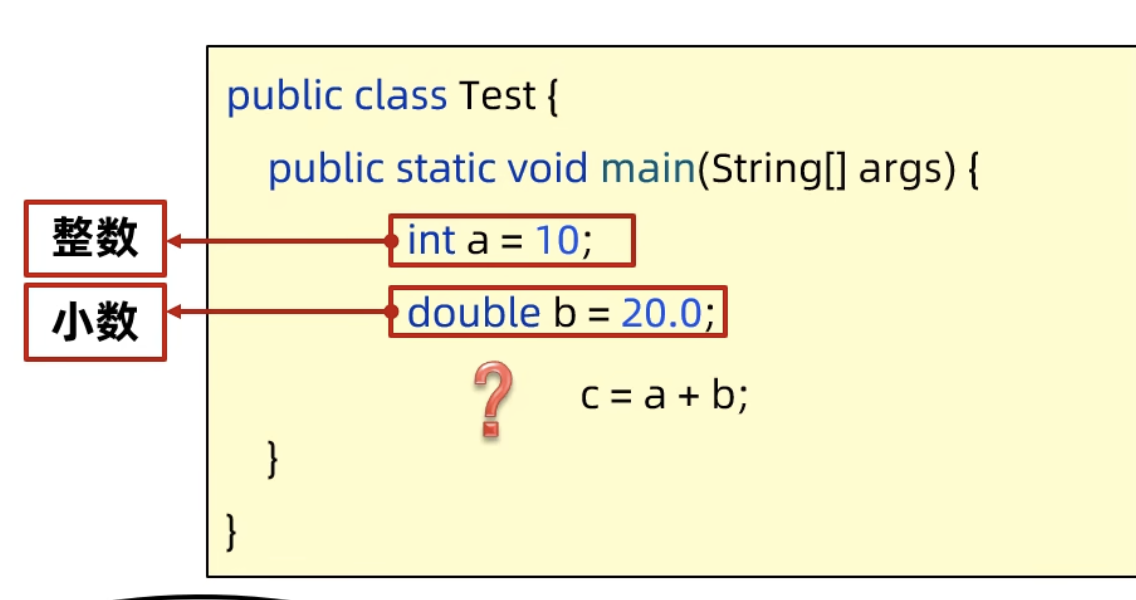 public class Test {
public static void main(String[] args) {
整数
int a = 10;
小数
double b = 20.0;
? c = a + b;
}
}